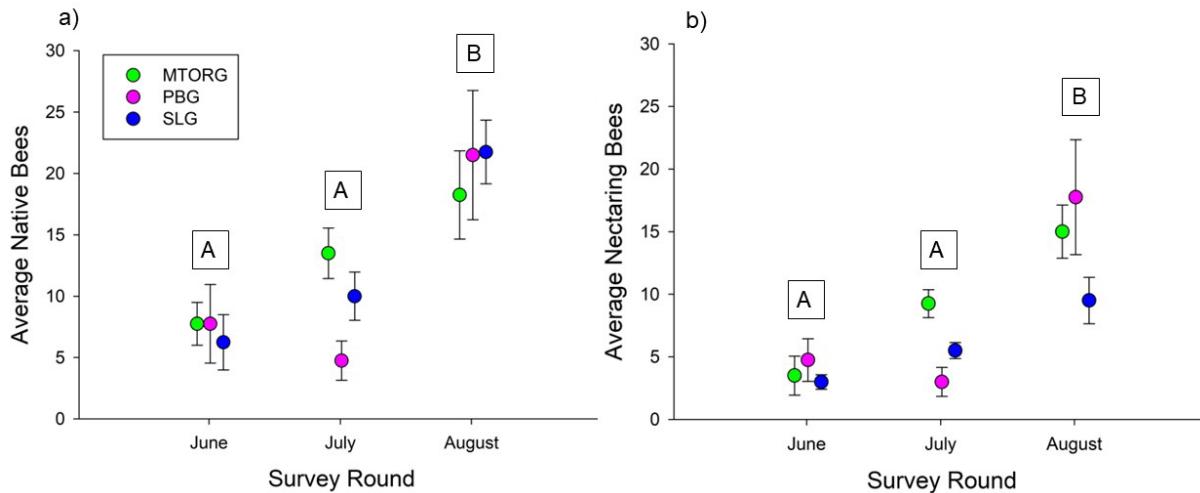 a)
Average Native Bees
30
25
20
15
10
5
0
MTORG
PBG
SLG
A
A
B
June
July
August
Survey Round
b)
Average Nectaring Bees
30
25
20
15
10
5
0
A
A
B
June
July
August
Survey Round